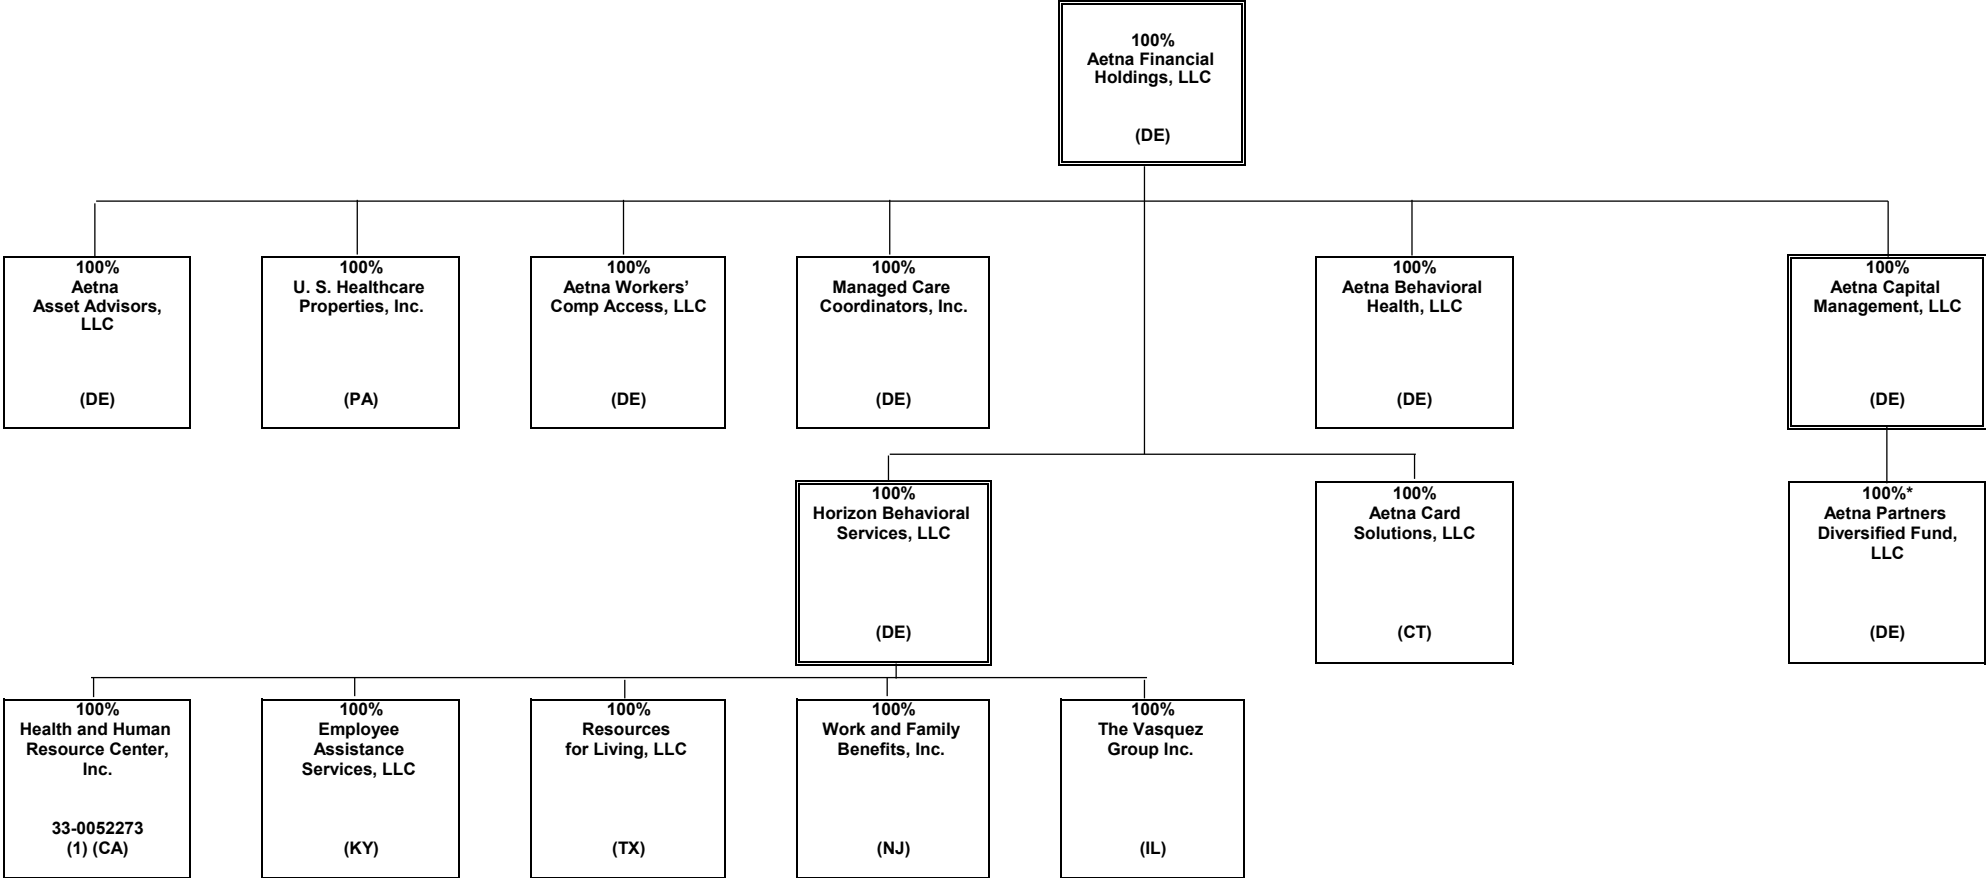 100%
Aetna Financial
Holdings, LLC
(DE)
100%
Aetna
Asset Advisors,
LLC
(DE)
100%
U. S. Healthcare
Properties, Inc.
(PA)
100%
Aetna Workers’
Comp Access, LLC
(DE)
100%
Managed Care
Coordinators, Inc.
(DE)
100%
Aetna Behavioral
Health, LLC
(DE)
100%
Aetna Capital
Management, LLC
(DE)
100%
Horizon Behavioral
Services, LLC
(DE)
100%
Aetna Card
Solutions, LLC
(CT)
100%*
Aetna Partners
Diversified Fund,
LLC
(DE)
100%
Health and Human
Resource Center,
Inc.
33-0052273
(1) (CA)
100%
Employee
Assistance
Services, LLC
(KY)
100%
Resources
for Living, LLC
(TX)
100%
Work and Family
Benefits, Inc.
(NJ)
100%
The Vasquez
Group Inc.
(IL)